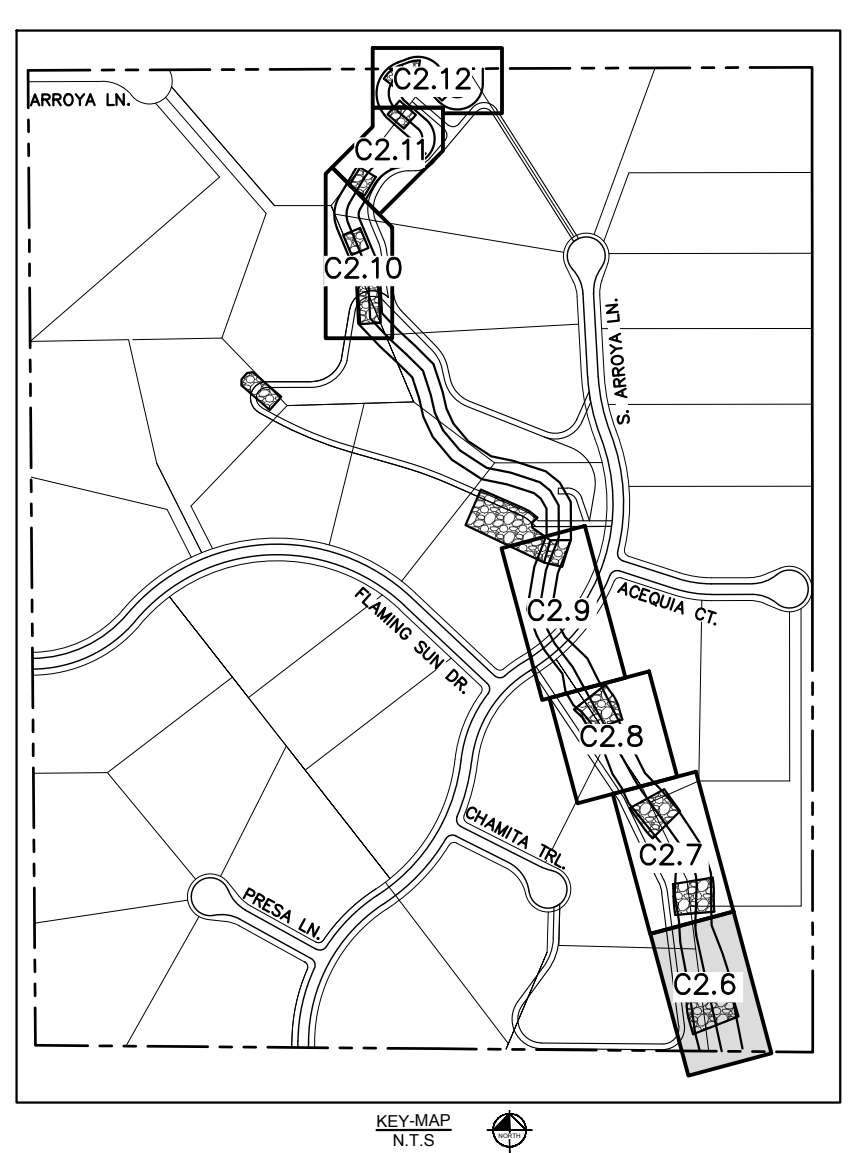 C2.12
ARROYA LN.
C2.11
C2.10
S. ARROYA LN.
C2.9
ACEQUIA CT.
FLAMING SUN DR.
C2.8
CHAMITA TRL.
C2.7
PRESA LN.
C2.6
KEY-MAP
N.T.S
NORTH